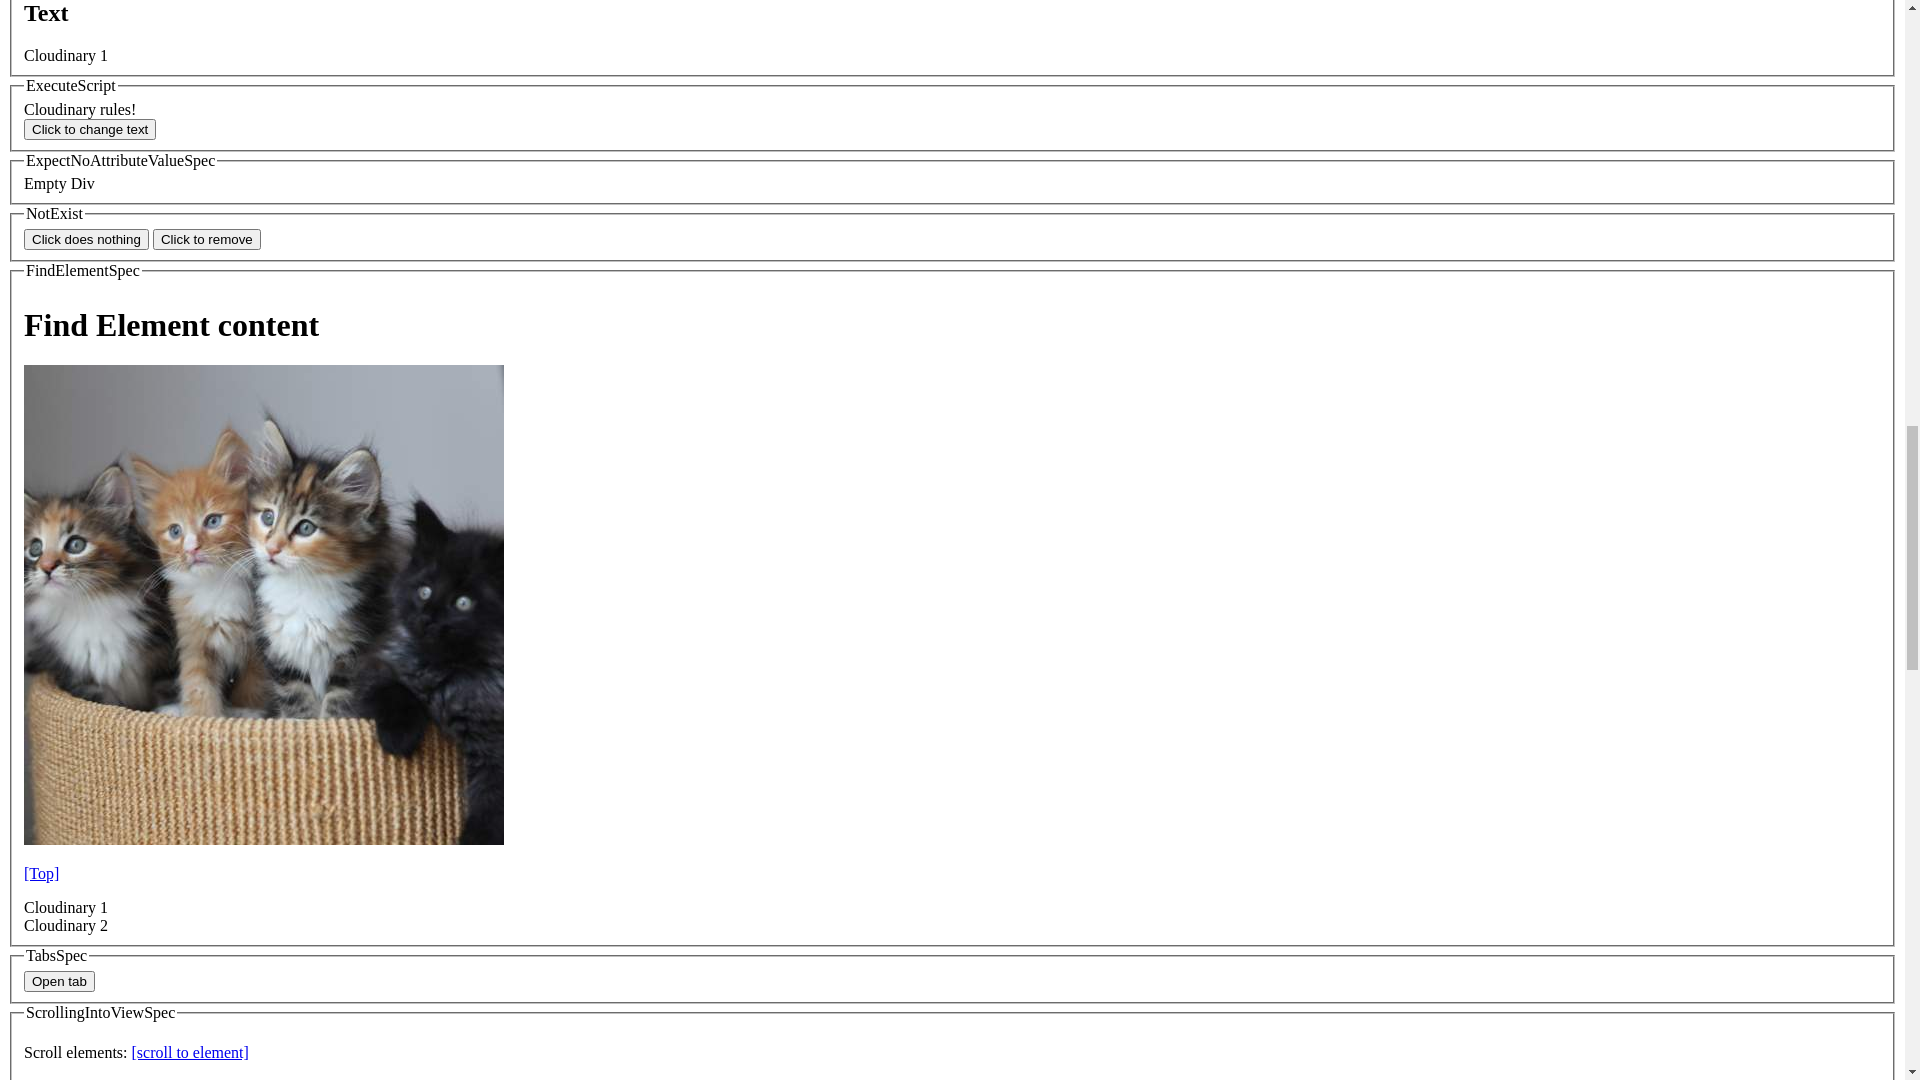 Text
Cloudinary 1
ExecuteScript
Cloudinary rules!
Click to change text
ExpectNoAttributeValueSpec
Empty Div
NotExist
Click does nothing Click to remove
FindElementSpec
Find Element content
[Top]
Cloudinary 1
Cloudinary 2
TabsSpec
Open tab
ScrollingIntoViewSpec
Scroll elements: [scroll to element]